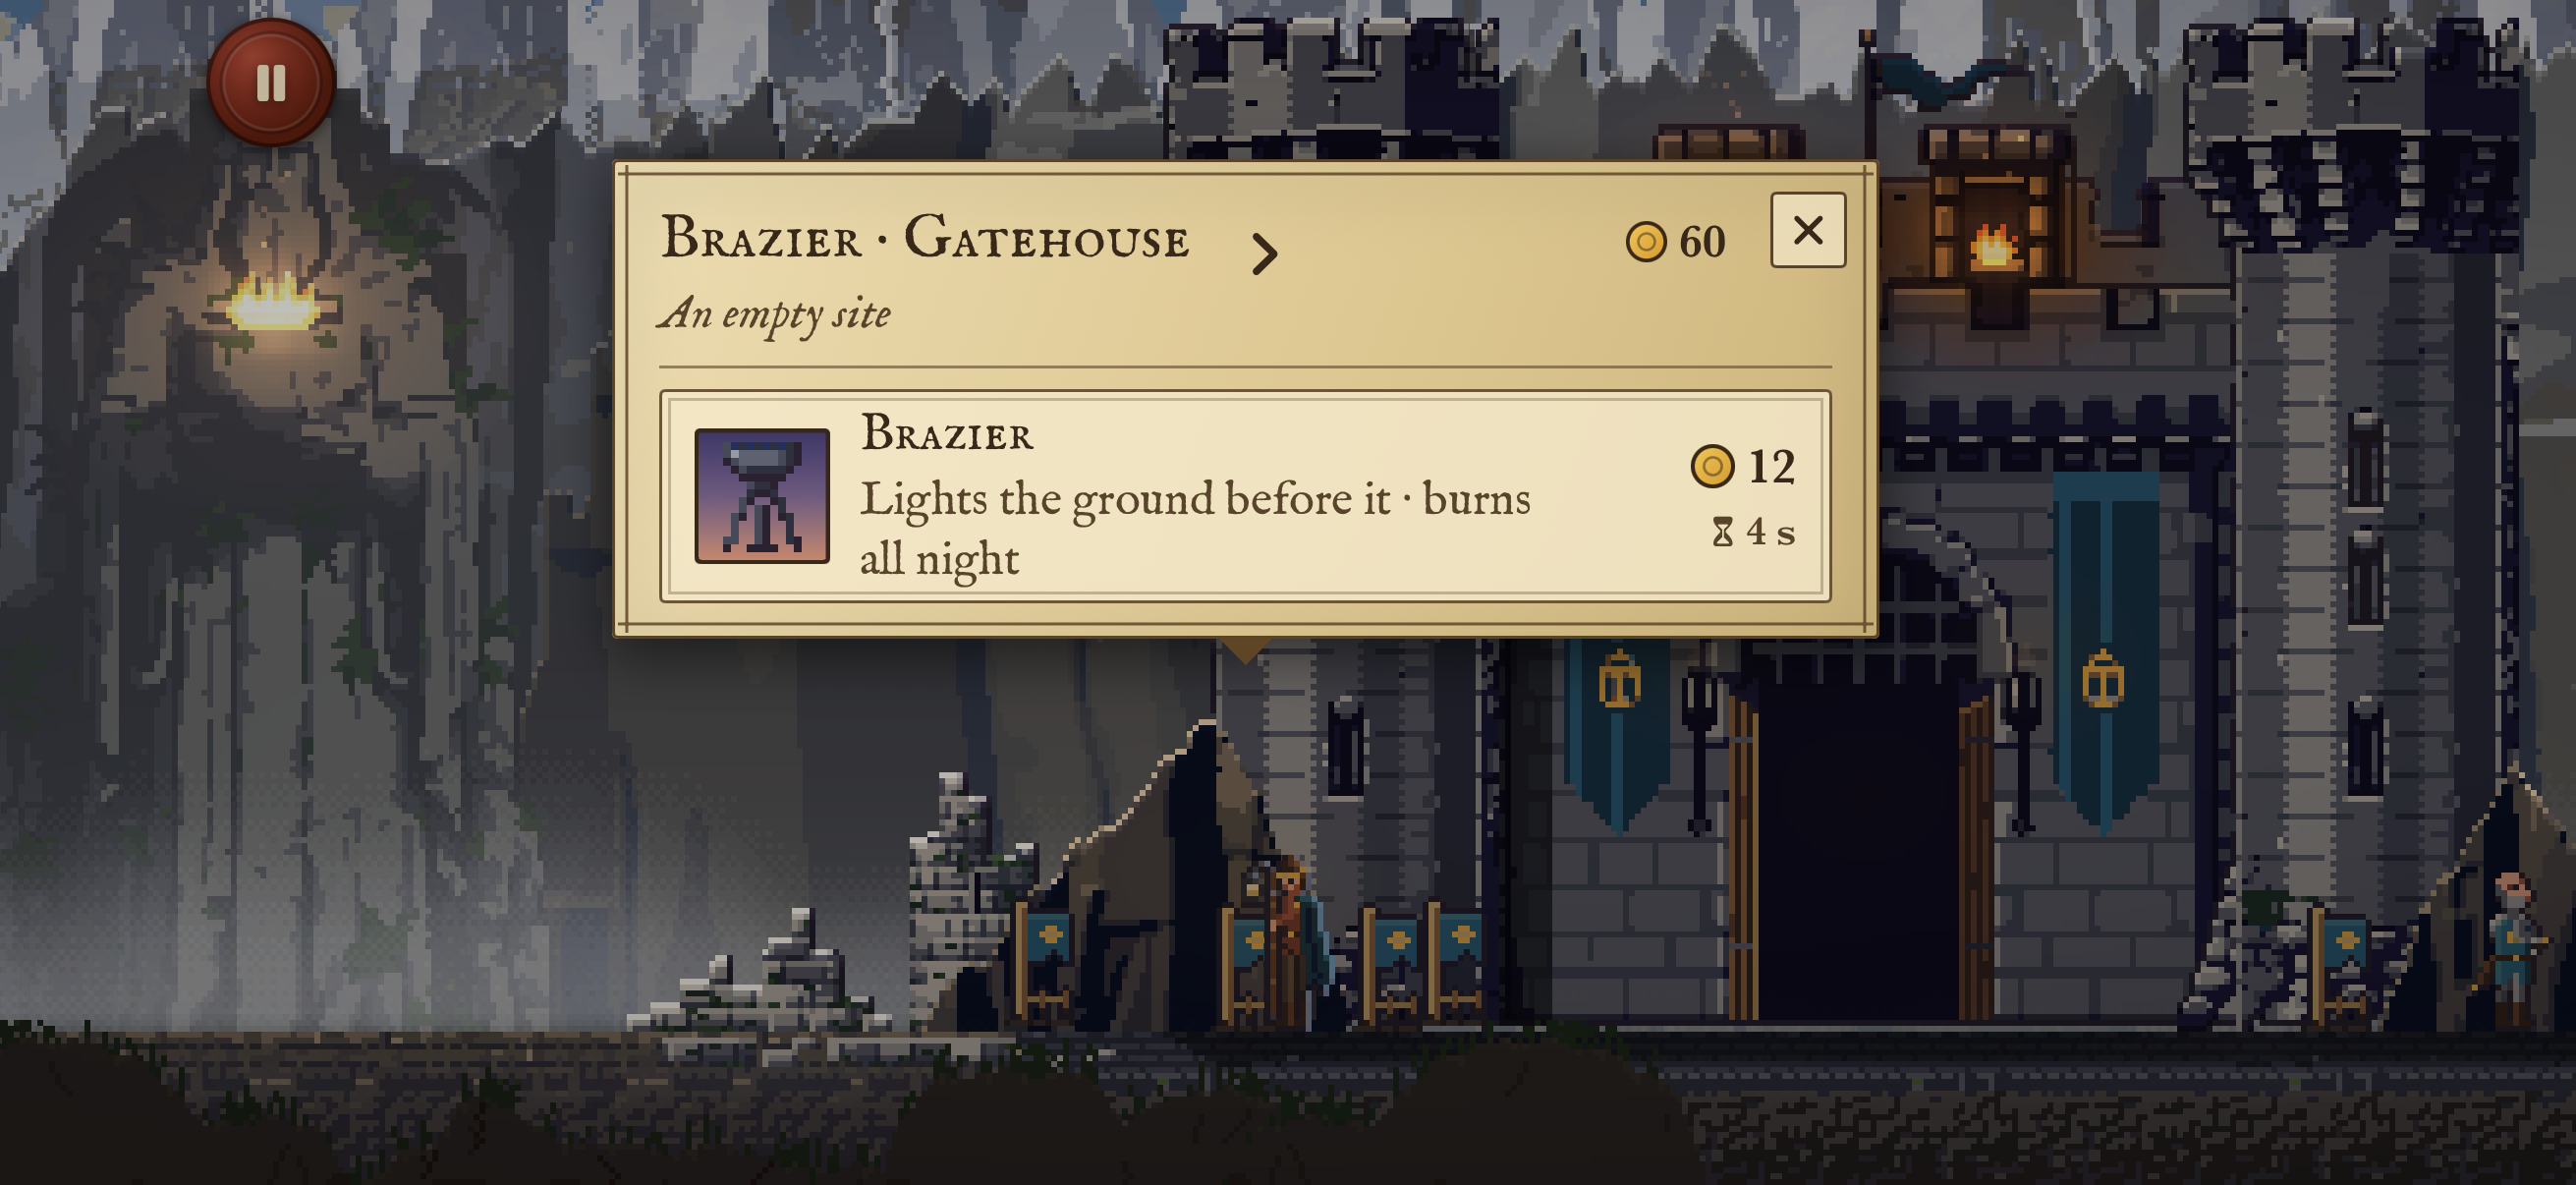 Brazier · Gatehouse
60
An empty site
Brazier
Lights the ground before it · burns
all night
12
4 s